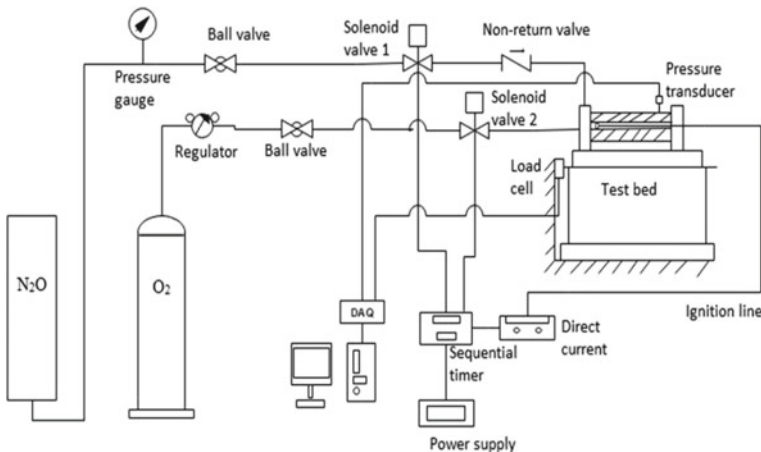 Solenoid
valve 1
Ball valve
Non-return valve
Pressure
gauge
Pressure
transducer
Solenoid
valve 2
Regulator
Ball valve
Load
cell
Test bed
N₂O
O₂
DAQ
Ignition line
Direct
current
Sequential
timer
Power supply